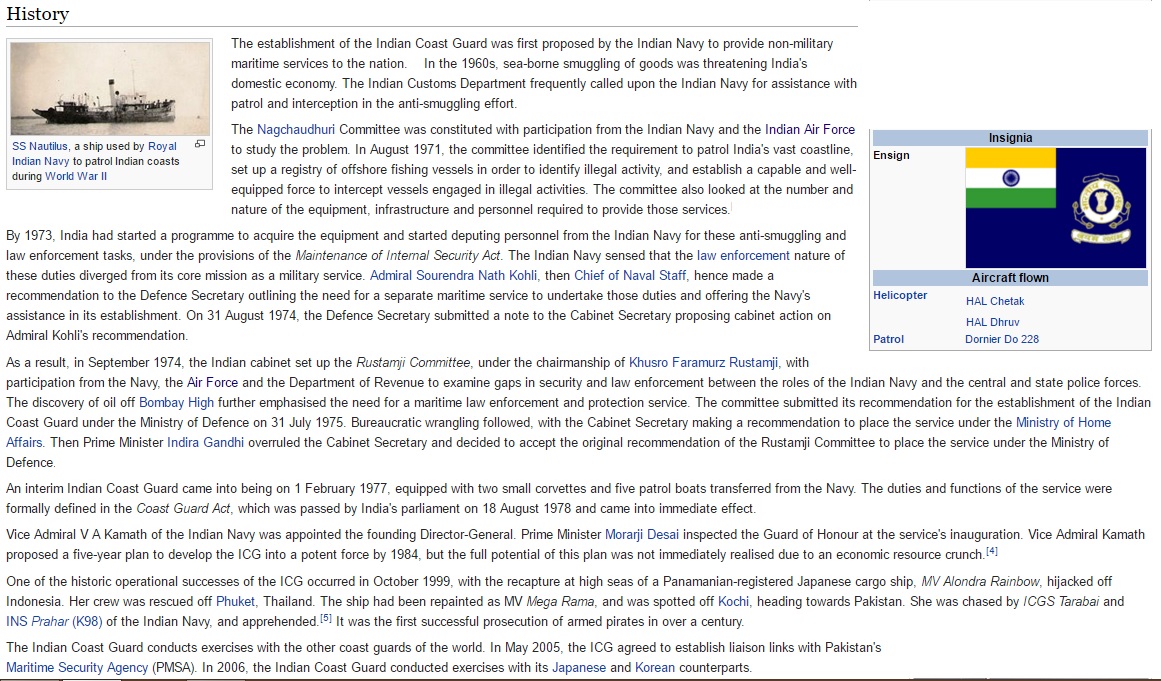 History
The establishment of the Indian Coast Guard was first proposed by the Indian Navy to provide non-military
maritime services to the nation. In the 1960s, sea-borne smuggling of goods was threatening India's
domestic economy. The Indian Customs Department frequently called upon the Indian Navy for assistance with
patrol and interception in the anti-smuggling effort.
SS Nautilus, a ship used by Royal
Indian Navy to patrol Indian coasts
during World War II
The Nagchaudhuri Committee was constituted with participation from the Indian Navy and the Indian Air Force
to study the problem. In August 1971, the committee identified the requirement to patrol India's vast coastline,
set up a registry of offshore fishing vessels in order to identify illegal activity, and establish a capable and well-
equipped force to intercept vessels engaged in illegal activities. The committee also looked at the number and
nature of the equipment, infrastructure and personnel required to provide those services.
Insignia
Ensign
Aircraft flown
Helicopter
HAL Chetak
HAL Dhruv
Patrol Dornier Do 228
By 1973, India had started a programme to acquire the equipment and started deputing personnel from the Indian Navy for these anti-smuggling and
law enforcement tasks, under the provisions of the Maintenance of Internal Security Act. The Indian Navy sensed that the law enforcement nature of
these duties diverged from its core mission as a military service. Admiral Sourendra Nath Kohli, then Chief of Naval Staff, hence made a
recommendation to the Defence Secretary outlining the need for a separate maritime service to undertake those duties and offering the Navy's
assistance in its establishment. On 31 August 1974, the Defence Secretary submitted a note to the Cabinet Secretary proposing cabinet action on
Admiral Kohli's recommendation.
As a result, in September 1974, the Indian cabinet set up the Rustamji Committee, under the chairmanship of Khusro Faramurz Rustamji, with
participation from the Navy, the Air Force and the Department of Revenue to examine gaps in security and law enforcement between the roles of the Indian Navy and the central and state police forces.
The discovery of oil off Bombay High further emphasised the need for a maritime law enforcement and protection service. The committee submitted its recommendation for the establishment of the Indian
Coast Guard under the Ministry of Defence on 31 July 1975. Bureaucratic wrangling followed, with the Cabinet Secretary making a recommendation to place the service under the Ministry of Home
Affairs. Then Prime Minister Indira Gandhi overruled the Cabinet Secretary and decided to accept the original recommendation of the Rustamji Committee to place the service under the Ministry of
Defence.
An interim Indian Coast Guard came into being on 1 February 1977, equipped with two small corvettes and five patrol boats transferred from the Navy. The duties and functions of the service were
formally defined in the Coast Guard Act, which was passed by India's parliament on 18 August 1978 and came into immediate effect.
Vice Admiral V A Kamath of the Indian Navy was appointed the founding Director-General. Prime Minister Morarji Desai inspected the Guard of Honour at the service's inauguration. Vice Admiral Kamath
proposed a five-year plan to develop the ICG into a potent force by 1984, but the full potential of this plan was not immediately realised due to an economic resource crunch.[4]
One of the historic operational successes of the ICG occurred in October 1999, with the recapture at high seas of a Panamanian-registered Japanese cargo ship, MV Alondra Rainbow, hijacked off
Indonesia. Her crew was rescued off Phuket, Thailand. The ship had been repainted as MV Mega Rama, and was spotted off Kochi, heading towards Pakistan. She was chased by ICGS Tarabai and
INS Prahar (K98) of the Indian Navy, and apprehended.[5] It was the first successful prosecution of armed pirates in over a century.
The Indian Coast Guard conducts exercises with the other coast guards of the world. In May 2005, the ICG agreed to establish liaison links with Pakistan's
Maritime Security Agency (PMSA). In 2006, the Indian Coast Guard conducted exercises with its Japanese and Korean counterparts.